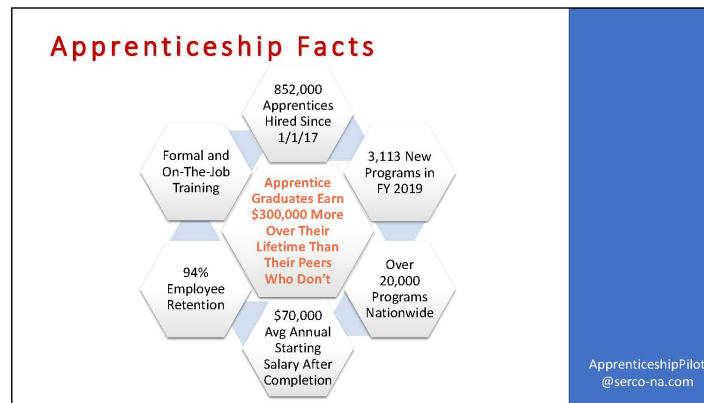 Apprenticeship Facts
852,000
Apprentices
Hired Since
1/1/17
3,113 New
Programs in
FY 2019
Over
20,000
Programs
Nationwide
$70,000
Avg Annual
Starting
Salary After
Completion
94%
Employee
Retention
Formal and
On-The-Job
Training
Apprentice
Graduates Earn
$300,000 More
Over Their
Lifetime Than
Their Peers
Who Don't
ApprenticeshipPilot
@serco-na.com